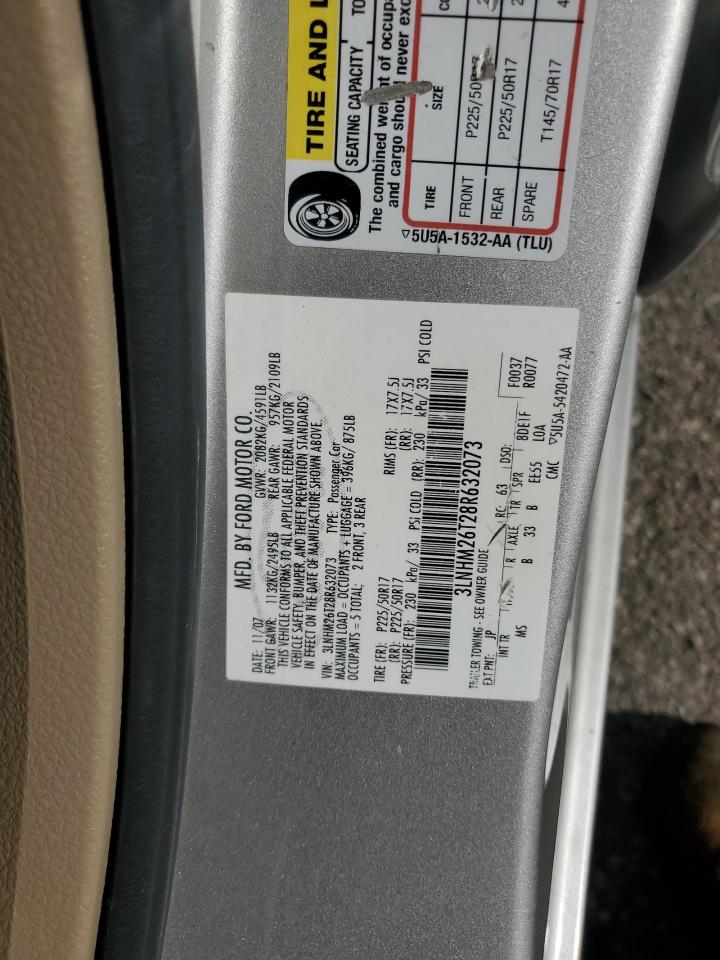 MFD. BY FORD MOTOR CO.
DATE: 11/07 GVWR: 2082KG/4591LB
FRONT GAWR: 1132KG/2495LB REAR GAWR: 957KG/2109LB
THIS VEHICLE CONFORMS TO ALL APPLICABLE FEDERAL MOTOR
VEHICLE SAFETY, BUMPER, AND THEFT PREVENTION STANDARDS
IN EFFECT ON THE DATE OF MANUFACTURE SHOWN ABOVE.
VIN: 3LNHM26T28R632073 TYPE: Passenger Car
MAXIMUM LOAD = OCCUPANTS + LUGGAGE = 396KG/ 875LB
OCCUPANTS = 5 TOTAL; 2 FRONT, 3 REAR
TIRE (FR): P225/50R17 RIMS (FR): 17X7.5J
(RR): P225/50R17 (RR): 17X7.5J
PRESSURE (FR): 230 kPa/ 33 PSI COLD (RR): 230 kPa/ 33 PSI COLD
3LNHM26T28R632073
TRAILER TOWING - SEE OWNER GUIDE
EXT PNT: JP RC: 63 DSO: F0037
INT TR R AXLE TR SPR 8DE1F R0077
MS B 33 B EE55 L0A
CMC ▽5U5A-5420472-AA
TIRE AND L
SEATING CAPACITY TO
The combined of occupa
and cargo should never exc
TIRE SIZE CO
FRONT P225/50R17 2
REAR P225/50R17 2
SPARE T145/70R17 4
▽5U5A-1532-AA (TLU)